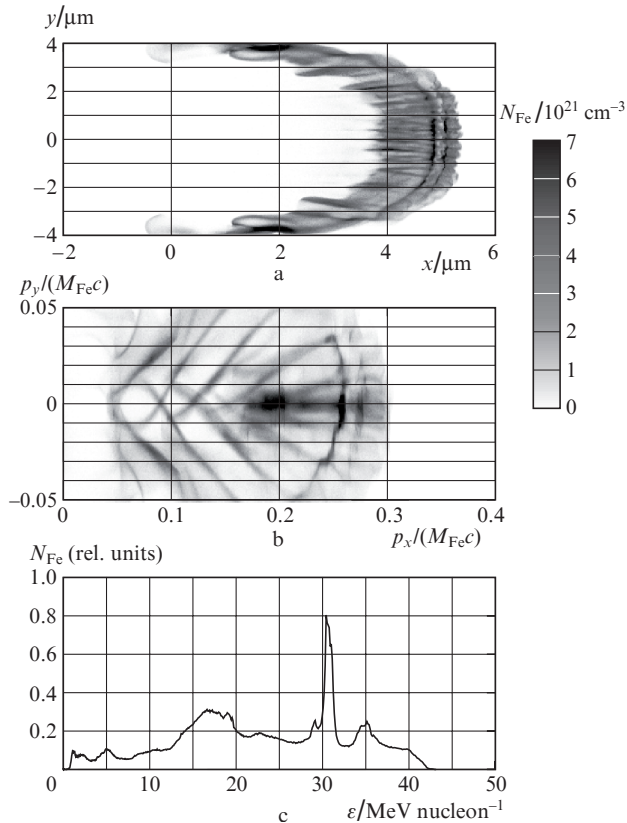 y/μm
4
2
0
−2
−4
−2 0 2 4 6
a x/μm
N_Fe/10²¹ cm⁻³
7
6
5
4
3
2
1
0
p_y/(M_Fe c)
0.05
0
−0.05
0 0.1 0.2 0.3 0.4
b p_x/(M_Fe c)
N_Fe (rel. units)
1.0
0.8
0.6
0.4
0.2
0 10 20 30 40 50
c ε/MeV nucleon⁻¹